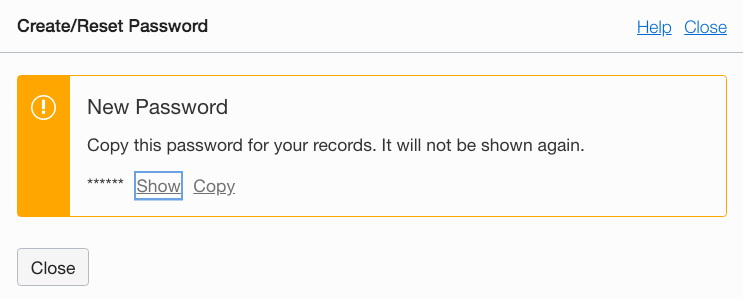 Create/Reset Password
Help Close
New Password
Copy this password for your records. It will not be shown again.
****** Show Copy
Close